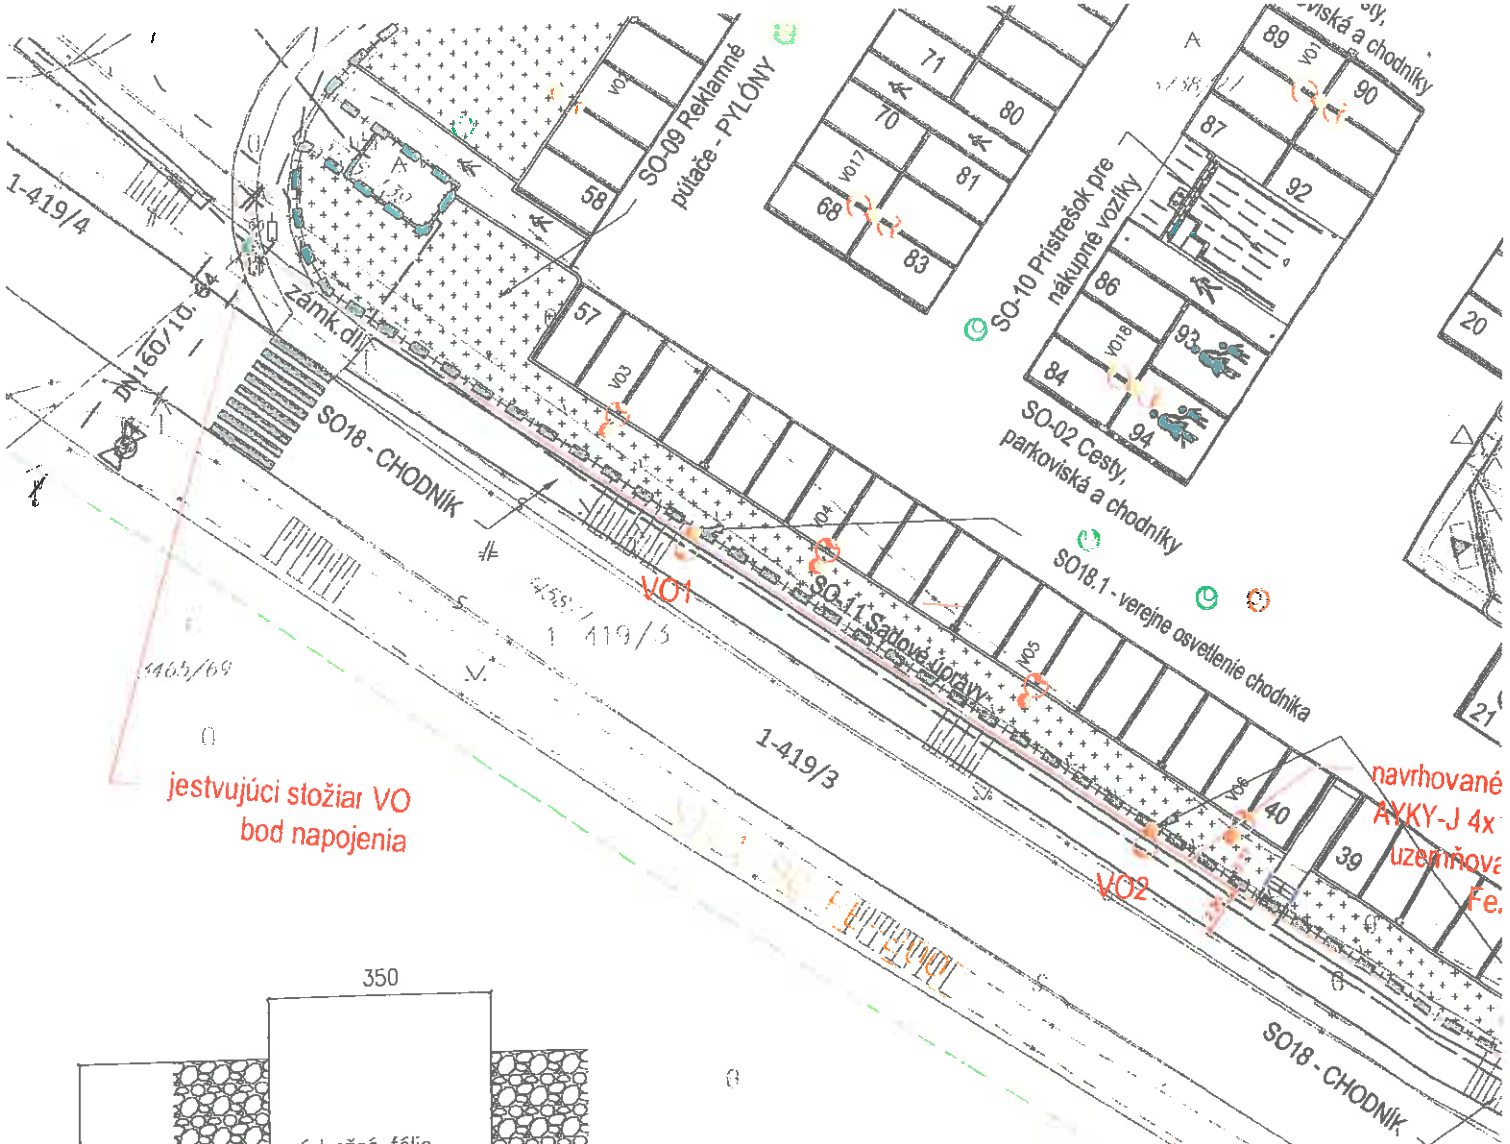 1-419/4
DN160/10.
zámk.dl.
SO18 - CHODNÍK
SO-09 Reklamné
pútače - PYLÓNY
58
57
VO2
VO3
71
70
80
81
VO17
68
83
SO-10 Prístrešok pre
nákupné vozíky
89
VO1
90
87
92
a chodníky
86
VO18
93
84
94
SO-02 Cesty,
parkoviská a chodníky
20
21
VO4
VO1
SO-11 Sadové úpravy
VO5
SO18.1 - verejne osvetlenie chodníka
419/3
1-419/3
jestvujúci stožiar VO
bod napojenia
VO6
40
39
VO2
navrhované
AYKY-J 4x
uzemňova
Fe
SO18 - CHODNÍK
350